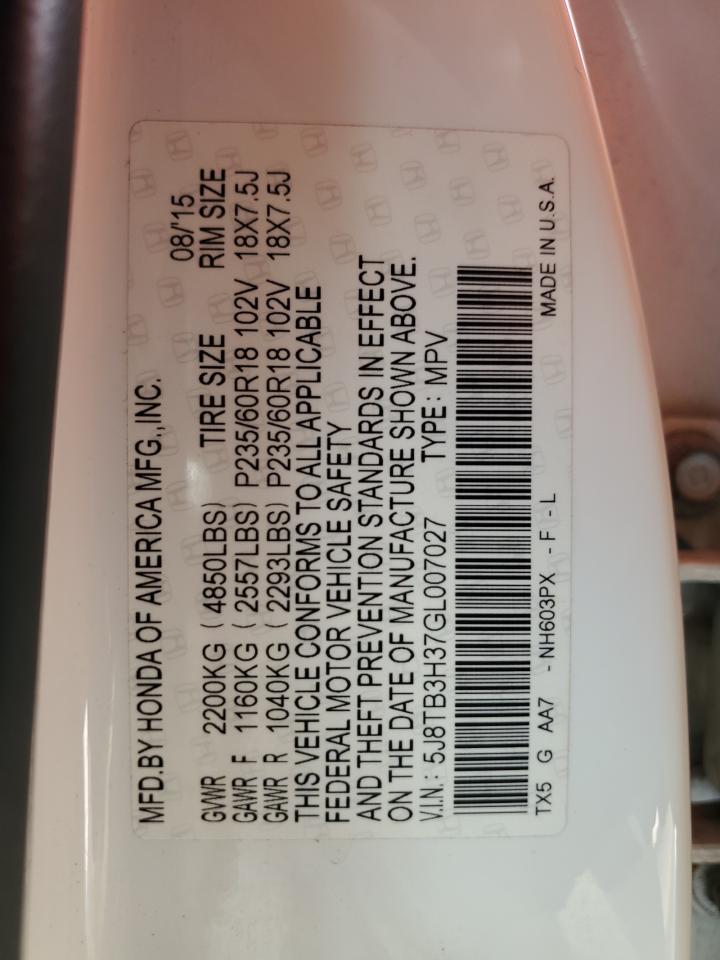 MFD.BY HONDA OF AMERICA MFG.,INC. 08/'15
GVWR 2200KG (4850LBS) TIRE SIZE RIM SIZE
GAWR F 1160KG (2557LBS) P235/60R18 102V 18X7.5J
GAWR R 1040KG (2293LBS) P235/60R18 102V 18X7.5J
THIS VEHICLE CONFORMS TO ALL APPLICABLE
FEDERAL MOTOR VEHICLE SAFETY
AND THEFT PREVENTION STANDARDS IN EFFECT
ON THE DATE OF MANUFACTURE SHOWN ABOVE.
V.I.N.: 5J8TB3H37GL007027 TYPE: MPV
TX5 G AA7 - NH603PX - F - L MADE IN U.S.A.